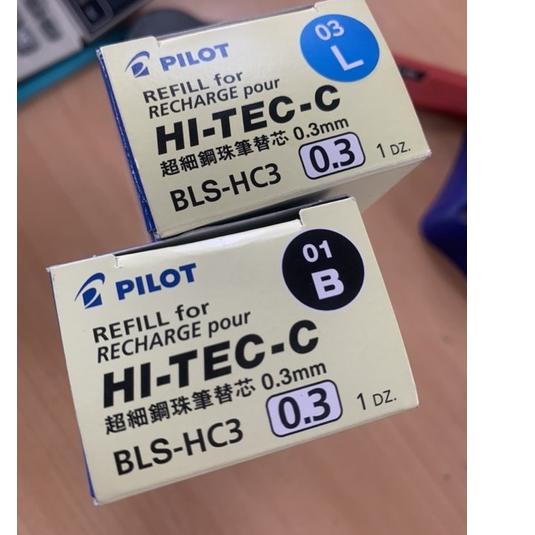 PILOT
03
L
REFILL for
RECHARGE pour
HI-TEC-C
超細鋼珠筆替芯 0.3mm
BLS-HC3 0.3 1 DZ.
PILOT
01
B
REFILL for
RECHARGE pour
HI-TEC-C
超細鋼珠筆替芯 0.3mm
BLS-HC3 0.3 1 DZ.